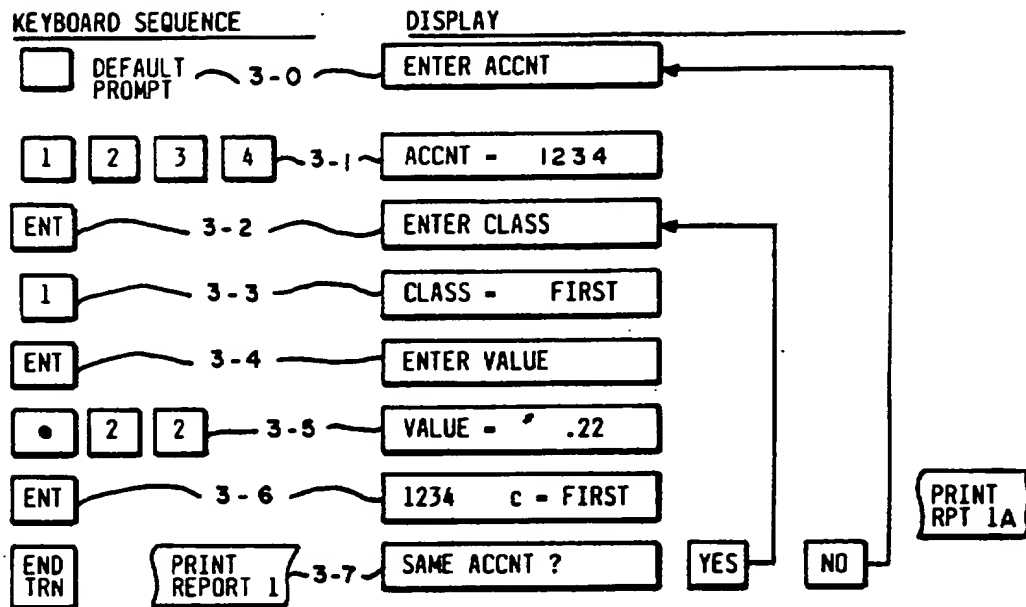 KEYBOARD SEQUENCE DISPLAY
DEFAULT
PROMPT
3-0
ENTER ACCNT
1 2 3 4 3-1 ACCNT = 1234
ENT 3-2 ENTER CLASS
1 3-3 CLASS = FIRST
ENT 3-4 ENTER VALUE
• 2 2 3-5 VALUE = .22
ENT 3-6 1234 c = FIRST
PRINT
RPT 1A
END
TRN
PRINT
REPORT 1
3-7 SAME ACCNT ? YES NO